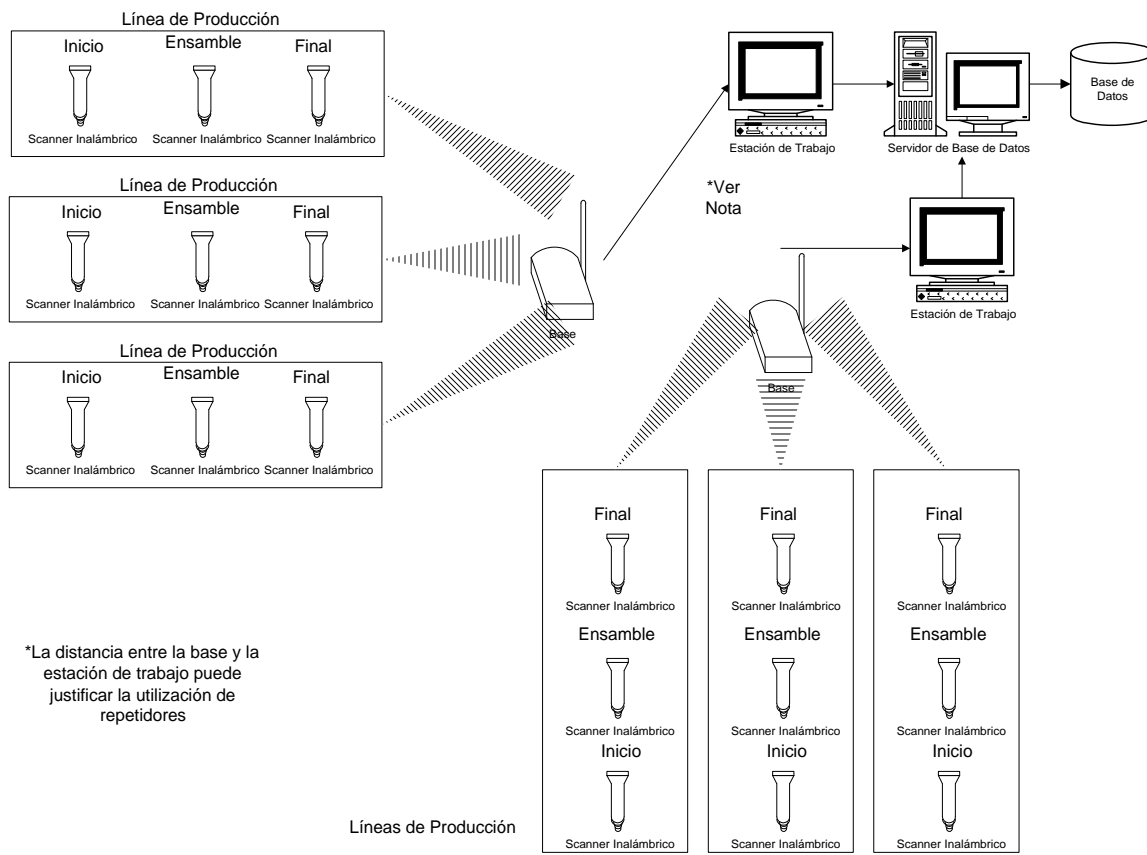 Línea de Producción
Inicio
Ensamble
Final
Scanner Inalámbrico
Scanner Inalámbrico
Scanner Inalámbrico
Línea de Producción
Inicio
Ensamble
Final
Scanner Inalámbrico
Scanner Inalámbrico
Scanner Inalámbrico
Línea de Producción
Inicio
Ensamble
Final
Scanner Inalámbrico
Scanner Inalámbrico
Scanner Inalámbrico
Base
Estación de Trabajo
Servidor de Base de Datos
Base de
Datos
*Ver
Nota
Estación de Trabajo
Base
Final
Final
Final
Scanner Inalámbrico
Scanner Inalámbrico
Scanner Inalámbrico
Ensamble
Ensamble
Ensamble
Scanner Inalámbrico
Scanner Inalámbrico
Scanner Inalámbrico
Inicio
Inicio
Inicio
Scanner Inalámbrico
Scanner Inalámbrico
Scanner Inalámbrico
*La distancia entre la base y la
estación de trabajo puede
justificar la utilización de
repetidores
Líneas de Producción